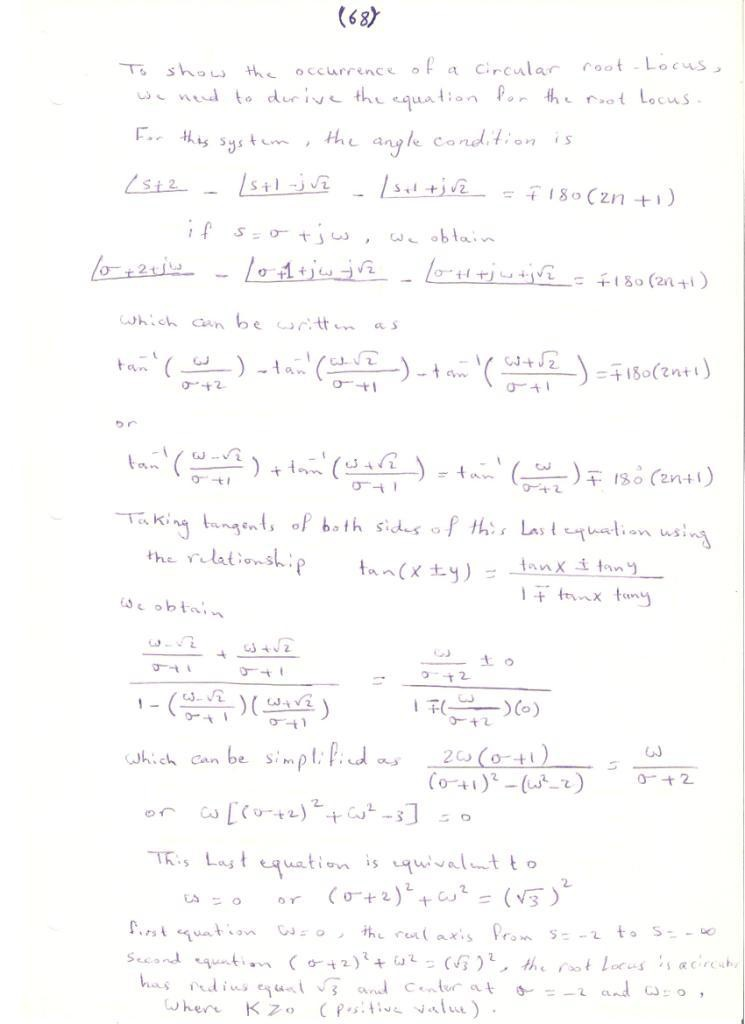 (68)
To show the occurrence of a circular root-Locus,
we need to derive the equation for the root Locus.
For this system, the angle condition is
∠s+2 - ∠s+1-j√2 - ∠s+1+j√2 = ∓180(2n+1)
if s=σ+jω, we obtain
∠σ+2+jω - ∠σ+1+jω-j√2 - ∠σ+1+jω+j√2 = ∓180(2n+1)
which can be written as
tan⁻¹(ω/(σ+2)) - tan⁻¹((ω-√2)/(σ+1)) - tan⁻¹((ω+√2)/(σ+1)) = ∓180(2n+1)
or
tan⁻¹((ω-√2)/(σ+1)) + tan⁻¹((ω+√2)/(σ+1)) = tan⁻¹(ω/(σ+2)) ∓ 180°(2n+1)
Taking tangents of both sides of this Last equation using
the relationship tan(x±y) = (tanx ± tany)/(1 ∓ tanx tany)
we obtain
((ω-√2)/(σ+1) + (ω+√2)/(σ+1))/(1-((ω-√2)/(σ+1))((ω+√2)/(σ+1))) = (ω/(σ+2) ± 0)/(1∓(ω/(σ+2))(0))
which can be simplified as 2ω(σ+1)/((σ+1)²-(ω²-2)) = ω/(σ+2)
or ω[(σ+2)²+ω²-3] = 0
This Last equation is equivalent to
ω=0 or (σ+2)²+ω² = (√3)²
first equation ω=0, the real axis from s=-2 to s=-∞
Second equation (σ+2)²+ω² = (√3)², the root Locus is a circular
has redius equal √3 and center at σ=-2 and ω=0,
where K≥0 (positive value).